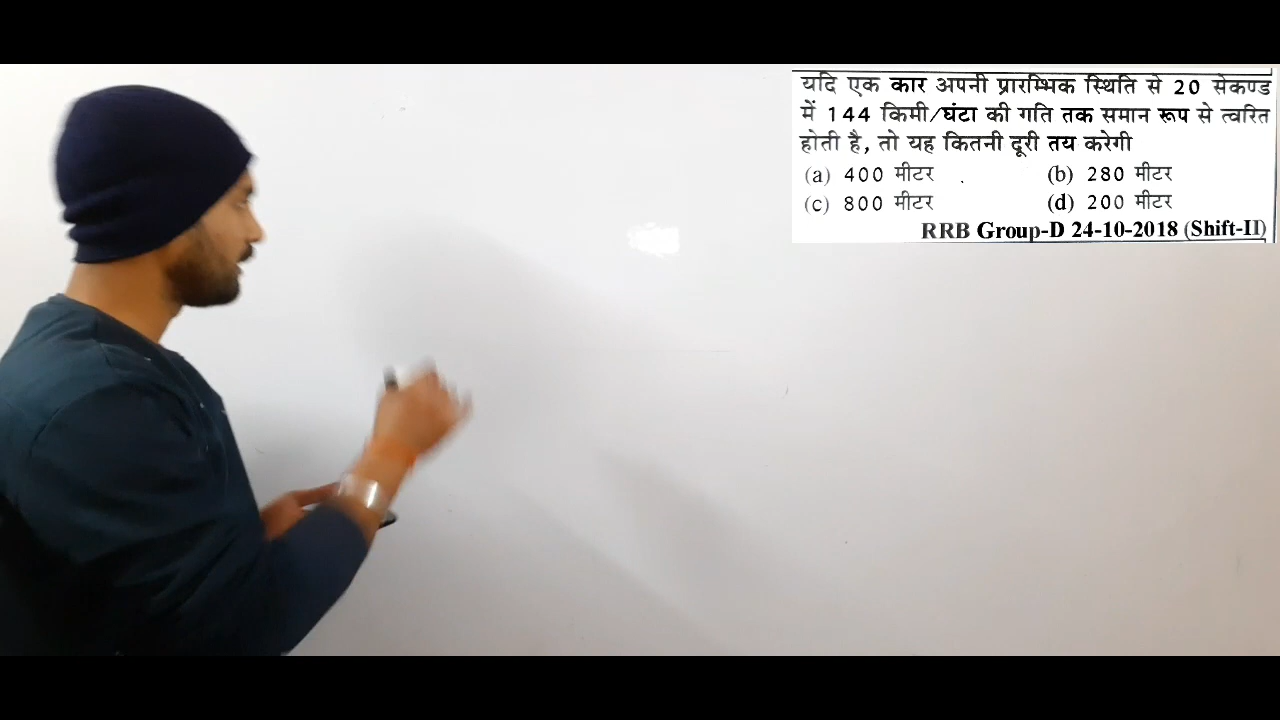 यदि एक कार अपनी प्रारम्भिक स्थिति से 20 सेकण्ड
में 144 किमी/घंटा की गति तक समान रूप से त्वरित
होती है, तो यह कितनी दूरी तय करेगी
(a) 400 मीटर (b) 280 मीटर
(c) 800 मीटर (d) 200 मीटर
RRB Group-D 24-10-2018 (Shift-II)